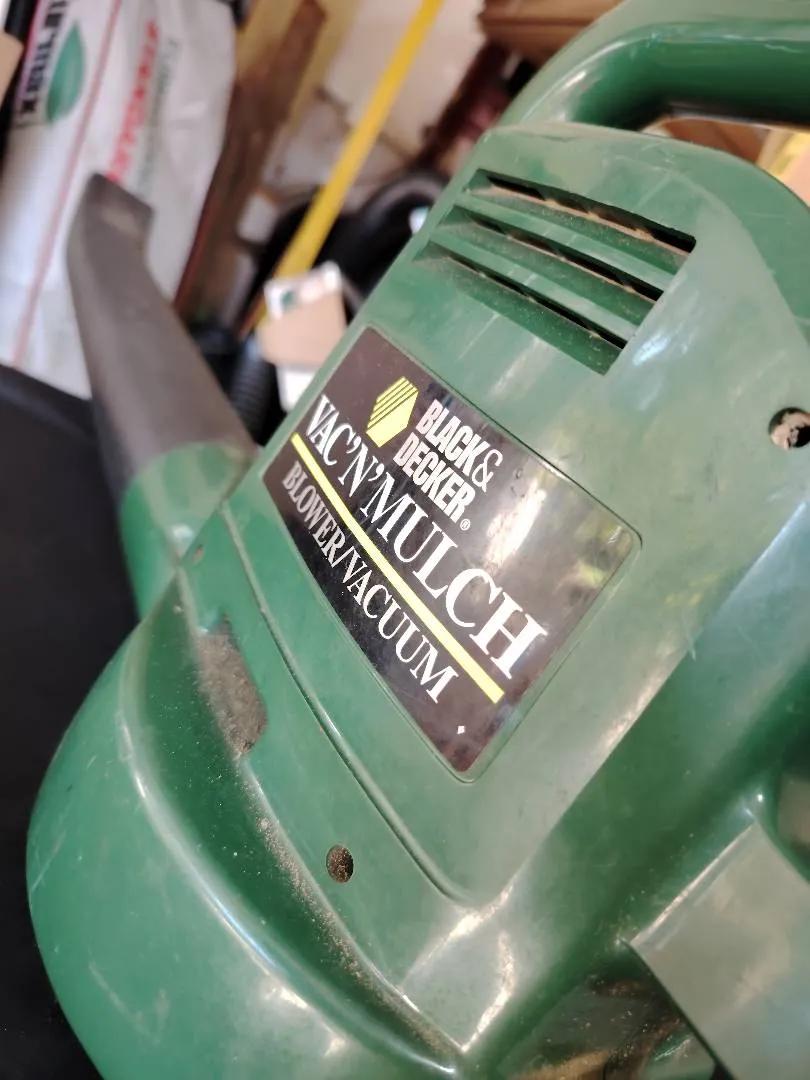 BLACK&
DECKER®
VAC'N'MULCH
BLOWER/VACUUM